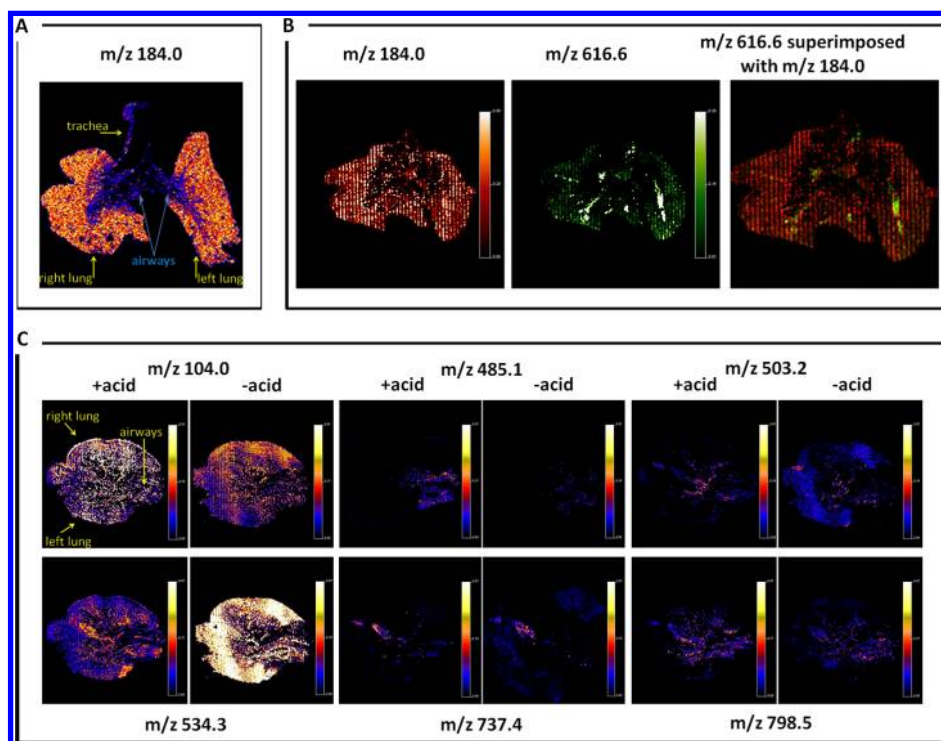 A
m/z 184.0
trachea
airways
right lung
left lung
B
m/z 184.0
m/z 616.6
m/z 616.6 superimposed
with m/z 184.0
C
m/z 104.0
+acid
-acid
m/z 485.1
+acid
-acid
m/z 503.2
+acid
-acid
right lung
airways
left lung
m/z 534.3
m/z 737.4
m/z 798.5